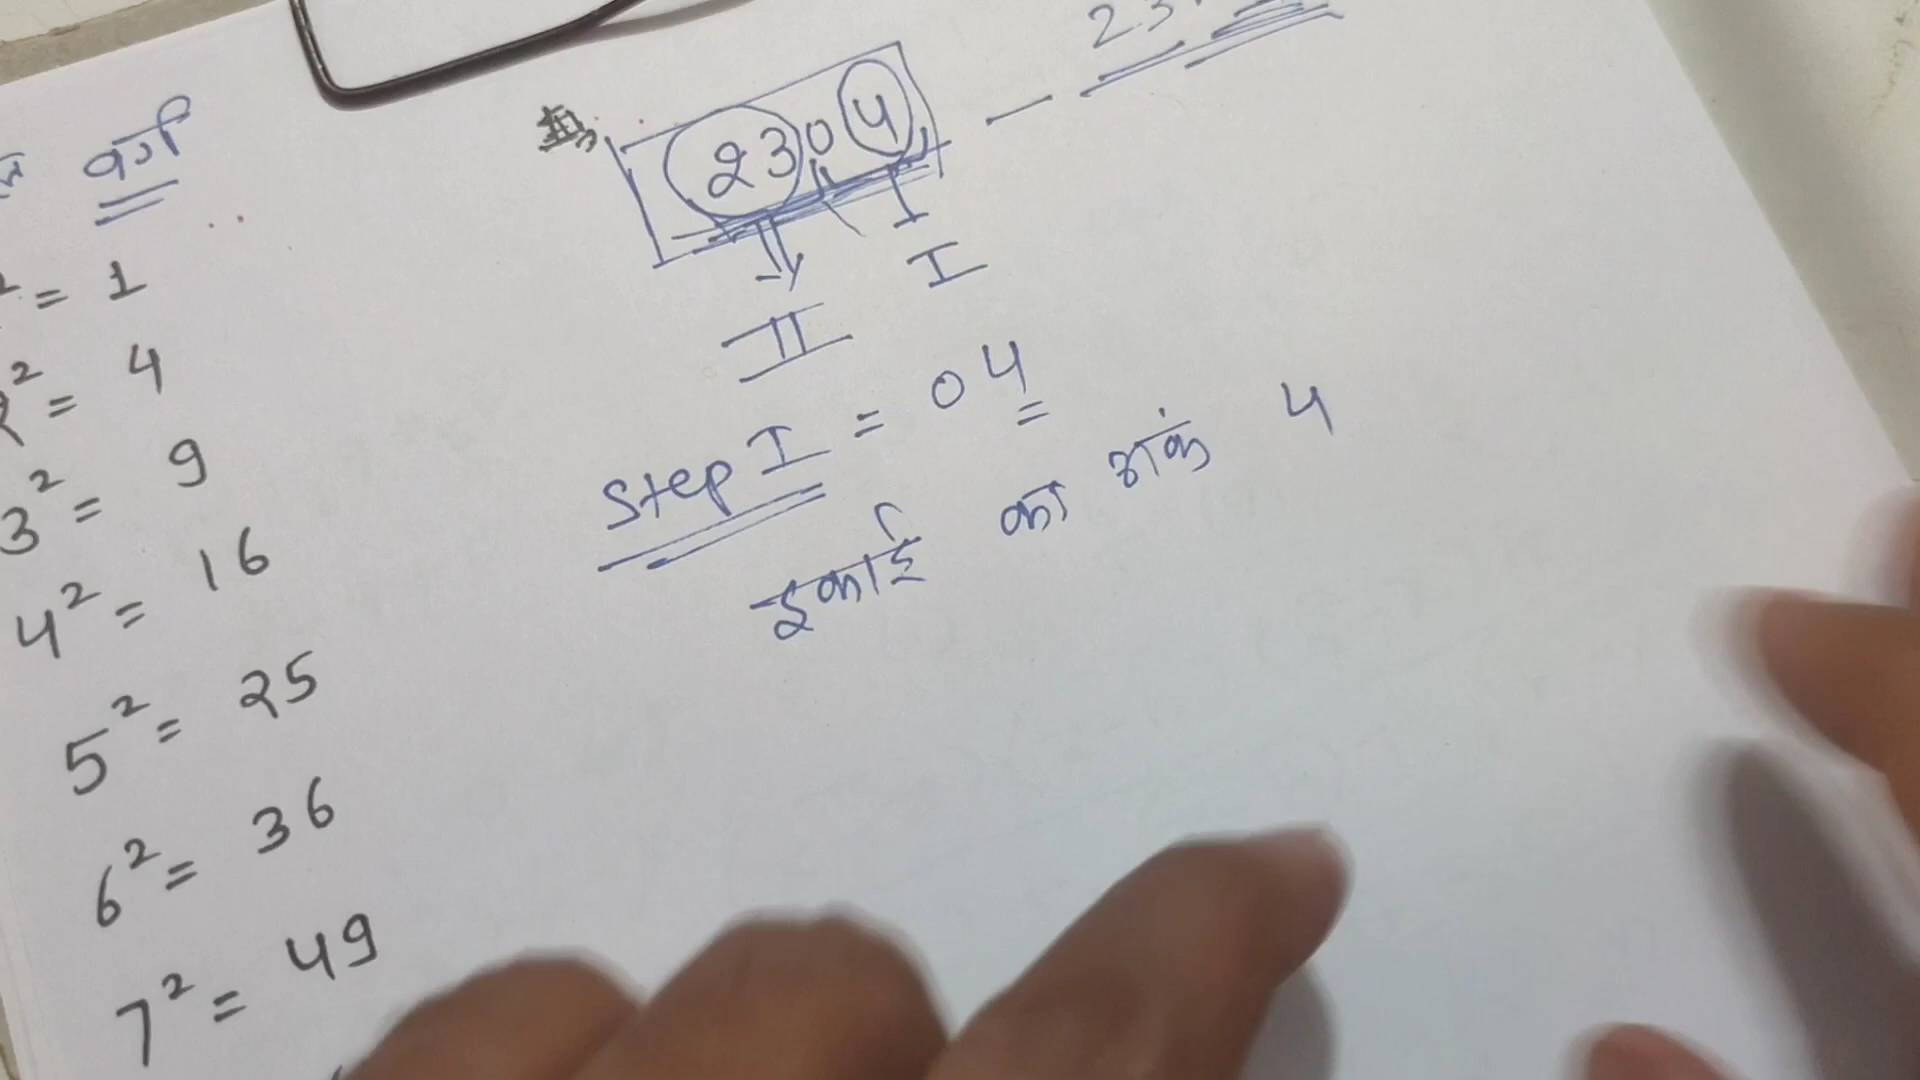 वर्ग
= 1
2² = 4
3² = 9
4² = 16
5² = 25
6² = 36
7² = 49
2304 -
I
II
I
Step I = 04
इकाई का अंक 4